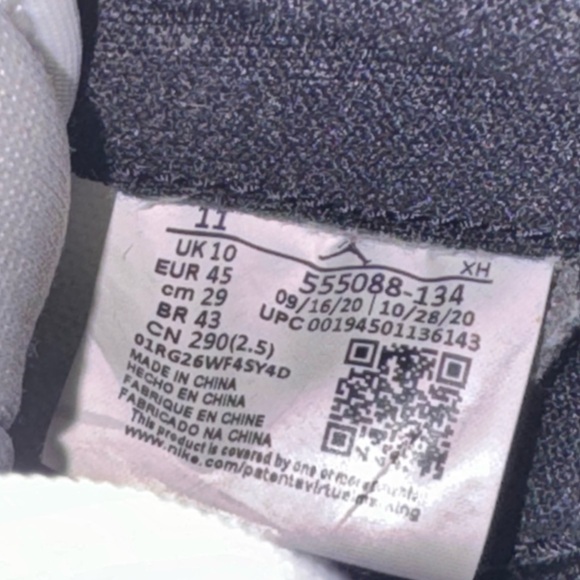 11
UK 10
EUR 45
cm 29
BR 43
CN 290(2.5)
01RG26WF4SY4D
MADE IN CHINA
HECHO EN CHINA
FABRIQUE EN CHINE
FABRICADO NA CHINA
This product is covered by one or more
www.nike.com/patentsvirtualmarking
XH
555088-134
09/16/20 | 10/28/20
UPC 00194501136143